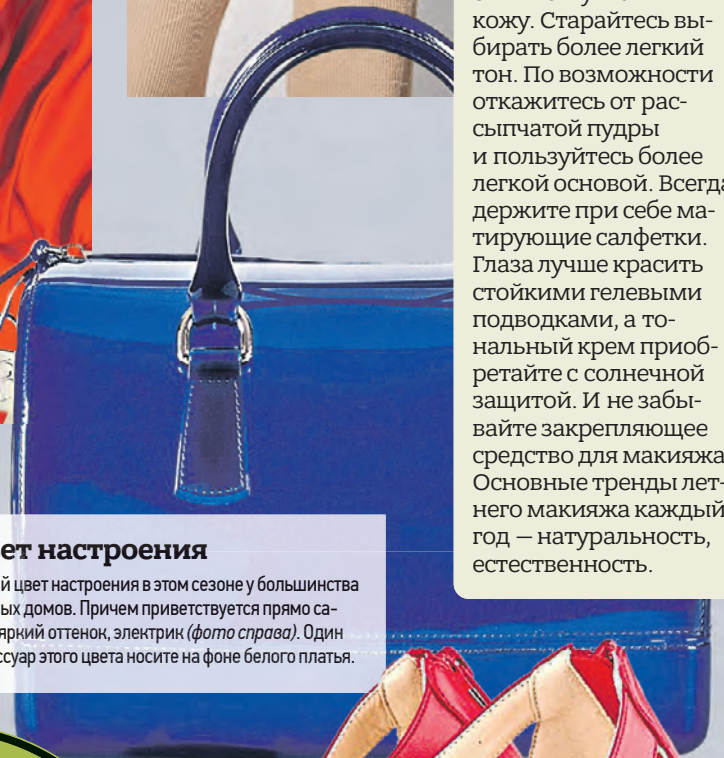 кожу. Старайтесь вы-
бирать более легкий
тон. По возможности
откажитесь от рас-
сыпчатой пудры
и пользуйтесь более
легкой основой. Всегда
держите при себе ма-
тирующие салфетки.
Глаза лучше красить
стойкими гелевыми
подводками, а то-
нальный крем приоб-
ретайте с солнечной
защитой. И не забы-
вайте закрепляющее
средство для макияжа
Основные тренды лет-
него макияжа каждый
год — натуральность,
естественность.
ет настроения
й цвет настроения в этом сезоне у большинства
ых домов. Причем приветствуется прямо са-
яркий оттенок, электрик (фото справа). Один
ссуар этого цвета носите на фоне белого платья.